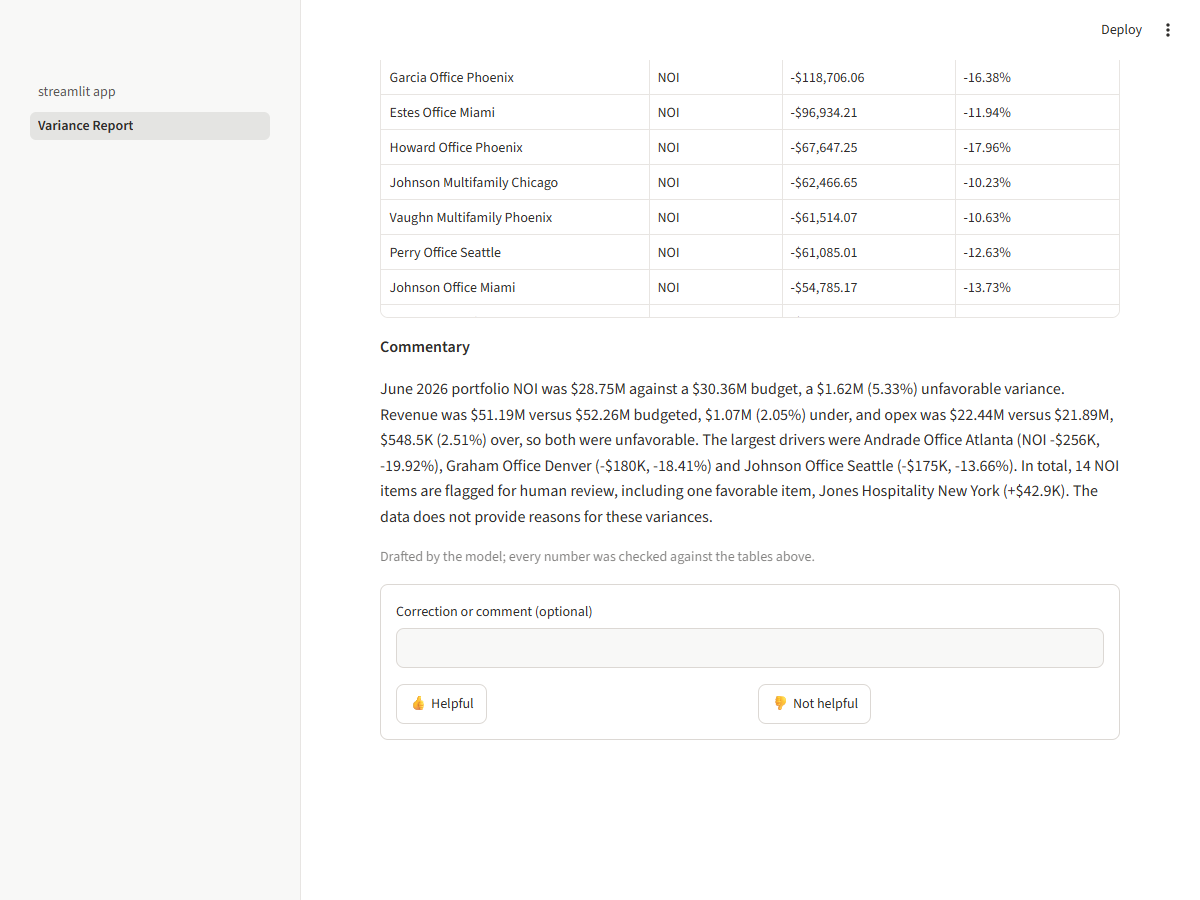 Deploy
streamlit app
Variance Report
Garcia Office Phoenix NOI -$118,706.06 -16.38%
Estes Office Miami NOI -$96,934.21 -11.94%
Howard Office Phoenix NOI -$67,647.25 -17.96%
Johnson Multifamily Chicago NOI -$62,466.65 -10.23%
Vaughn Multifamily Phoenix NOI -$61,514.07 -10.63%
Perry Office Seattle NOI -$61,085.01 -12.63%
Johnson Office Miami NOI -$54,785.17 -13.73%
Commentary
June 2026 portfolio NOI was $28.75M against a $30.36M budget, a $1.62M (5.33%) unfavorable variance.
Revenue was $51.19M versus $52.26M budgeted, $1.07M (2.05%) under, and opex was $22.44M versus $21.89M,
$548.5K (2.51%) over, so both were unfavorable. The largest drivers were Andrade Office Atlanta (NOI -$256K,
-19.92%), Graham Office Denver (-$180K, -18.41%) and Johnson Office Seattle (-$175K, -13.66%). In total, 14 NOI
items are flagged for human review, including one favorable item, Jones Hospitality New York (+$42.9K). The
data does not provide reasons for these variances.
Drafted by the model; every number was checked against the tables above.
Correction or comment (optional)
👍 Helpful
👎 Not helpful